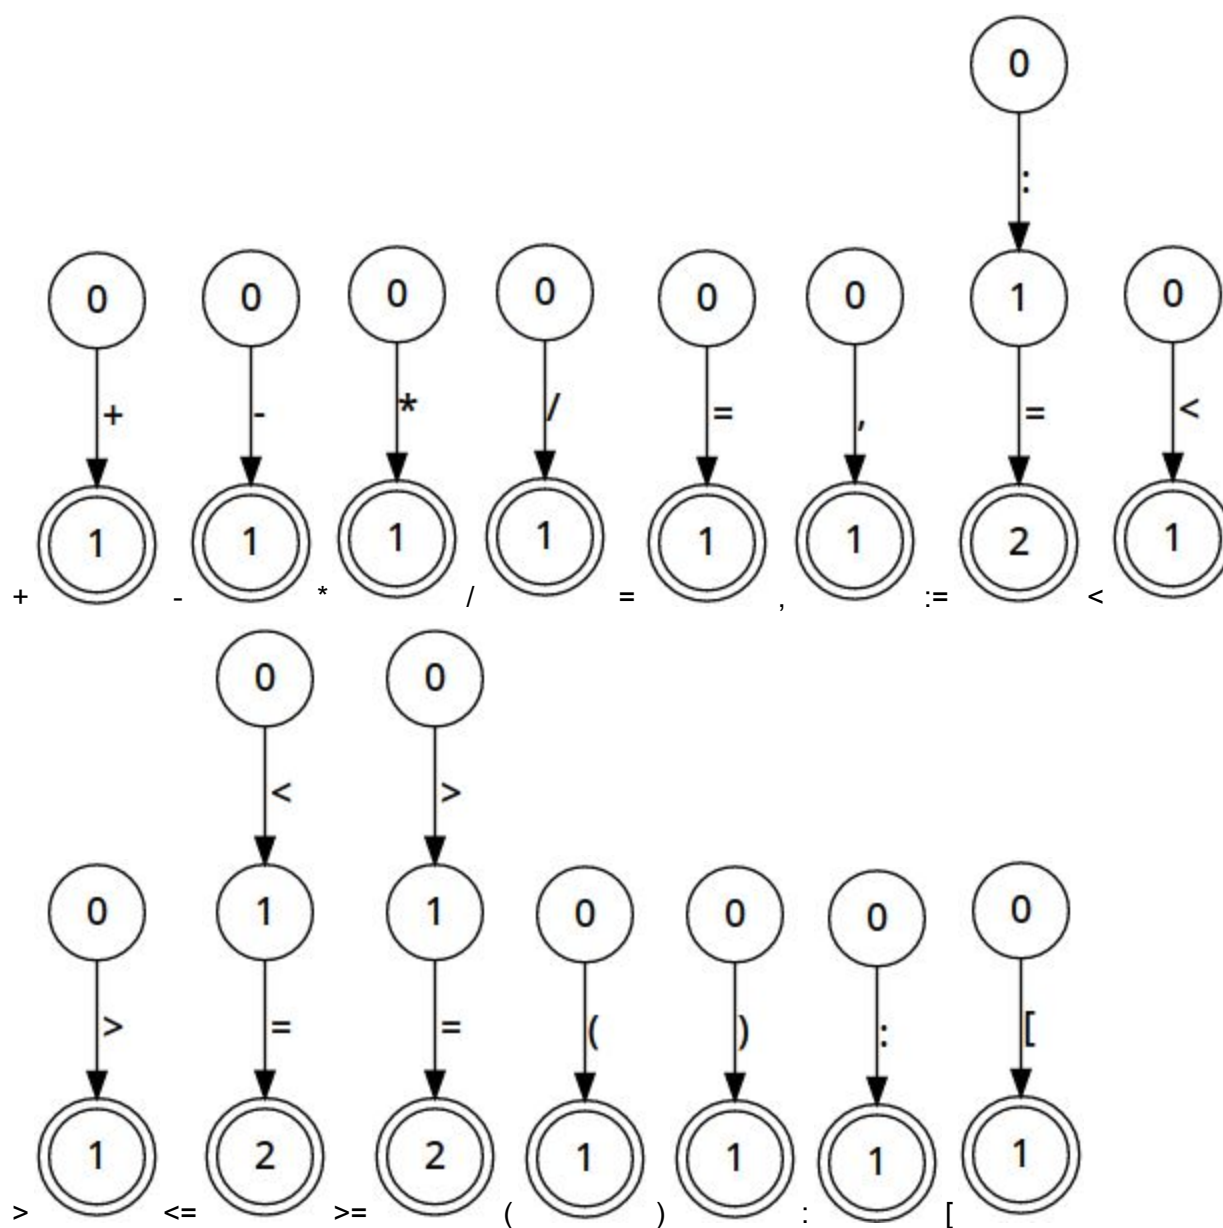 0
:
0 0 0 0 0 0 1 0
+ - * / = , = <
1 1 1 1 1 1 2 1
+ - * / = , := <
0 0
< >
0 1 1 0 0 0 0
> = = ( ) : [
1 2 2 1 1 1 1
> <= >= ( ) : [